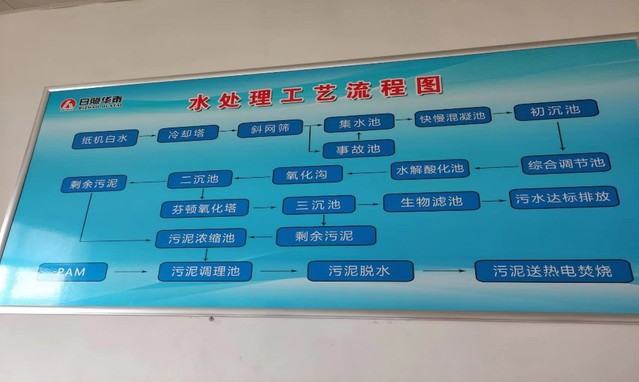 日照华泰
RIZHAO HUATAI
水处理工艺流程图
纸机白水 冷却塔 斜网筛 集水池 快慢混凝池 初沉池
事故池
剩余污泥 二沉池 氧化沟 水解酸化池 综合调节池
芬顿氧化塔 三沉池 生物滤池 污水达标排放
污泥浓缩池 剩余污泥
PAM 污泥调理池 污泥脱水 污泥送热电焚烧